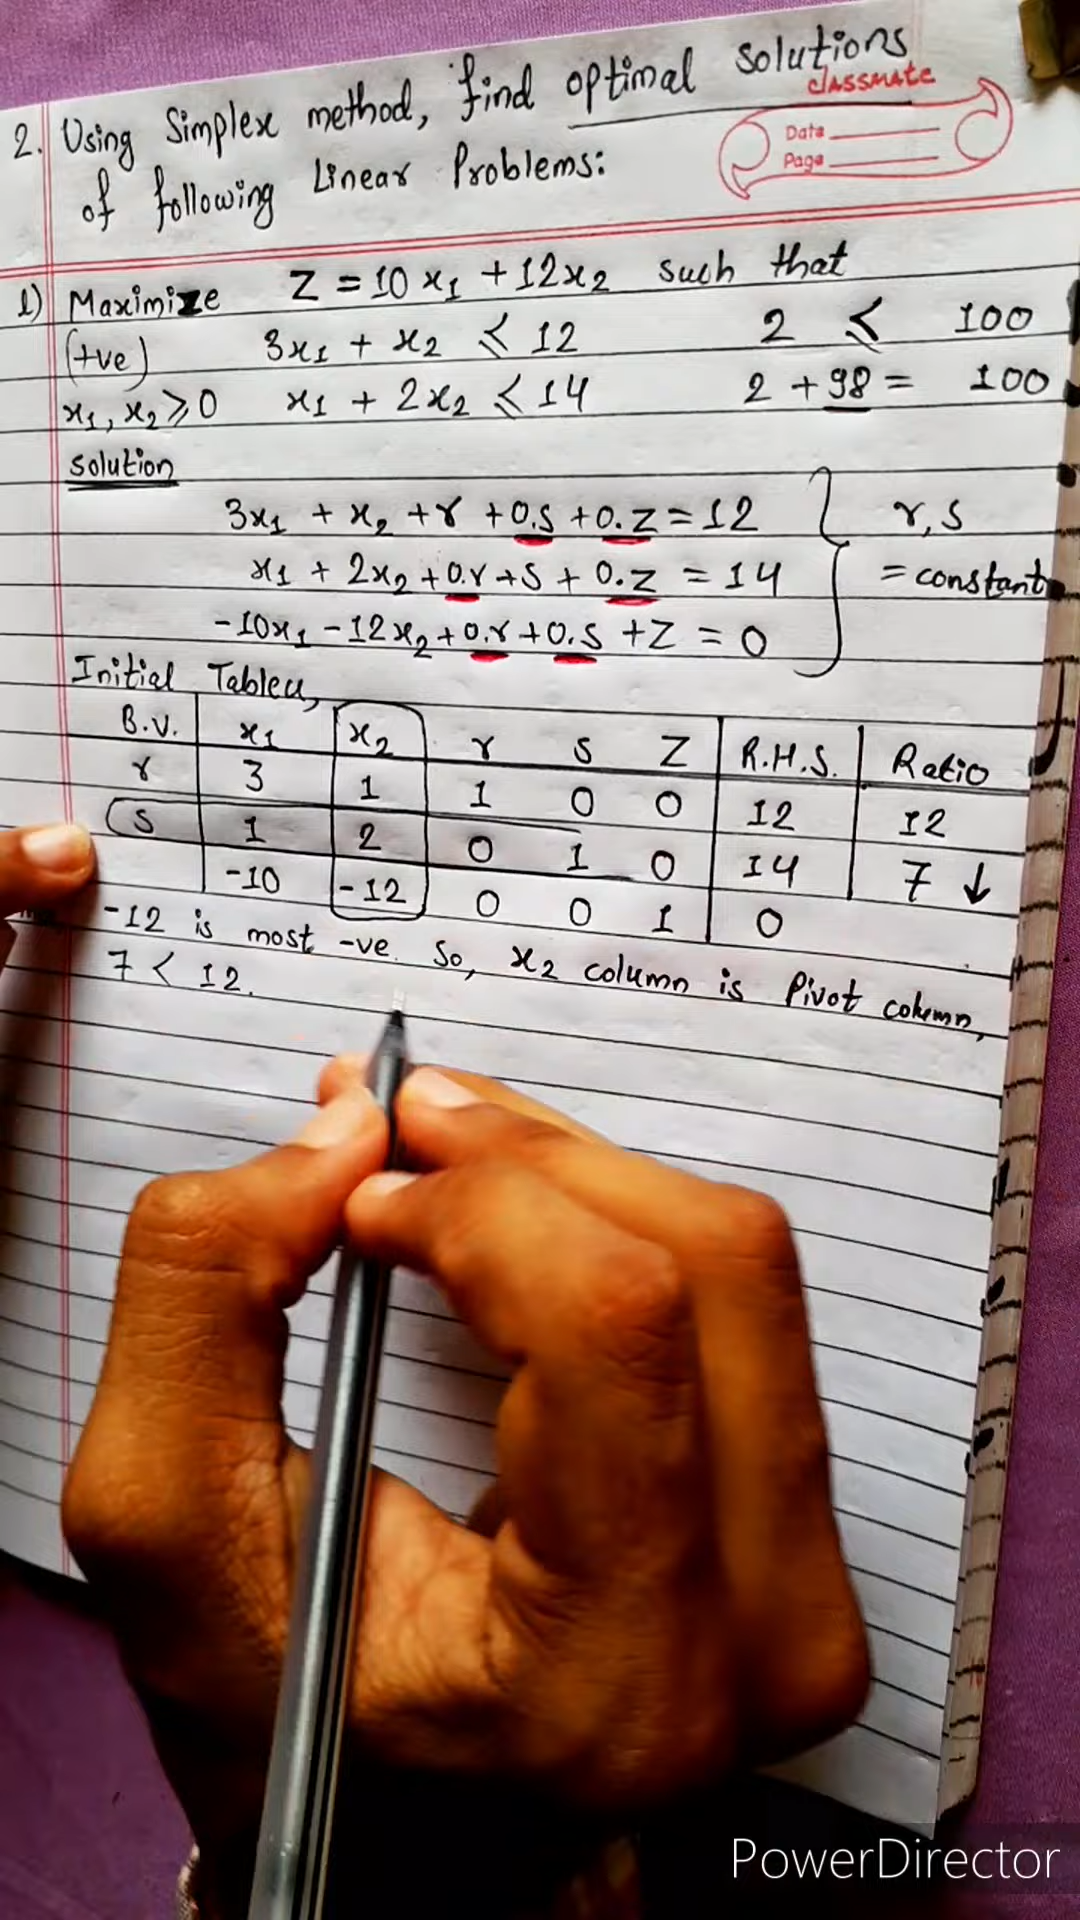 2. Using Simplex method, find optimal solutions
of following Linear Problems:
CLASSMATE
Date
Page
1) Maximize Z = 10x₁ + 12x₂ such that
(+ve) 3x₁ + x₂ ≤ 12 2 ≤ 100
x₁, x₂ ≥ 0 x₁ + 2x₂ ≤ 14 2 + 98 = 100
solution
3x₁ + x₂ + r + 0.s + 0.z = 12 r, s
x₁ + 2x₂ + 0.r + s + 0.z = 14 = constant
-10x₁ - 12x₂ + 0.r + 0.s + z = 0
Initial Tableu,
B.V. x₁ x₂ r s z R.H.S. Ratio
r 3 1 1 0 0 12 12
s 1 2 0 1 0 14 7 ↓
-10 -12 0 0 1 0
-12 is most -ve. So, x₂ column is Pivot column,
7 < 12.
PowerDirector